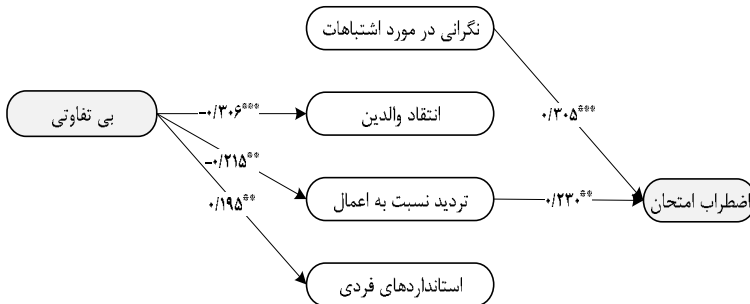 نگرانی در مورد اشتباهات
بی تفاوتی
-۰/۳۰۶***
انتقاد والدین
۰/۳۰۵***
-۰/۲۱۵**
۰/۱۹۵**
تردید نسبت به اعمال
۰/۲۳۰**
اضطراب امتحان
استانداردهای فردی